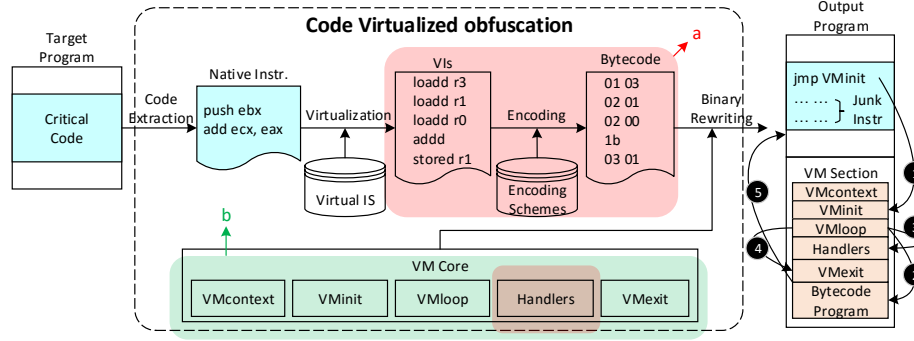 Code Virtualized obfuscation
Target
Program
Critical
Code
Code
Extraction
Native Instr.
push ebx
add ecx, eax
Virtualization
Virtual IS
VIs
loadd r3
loadd r1
loadd r0
addd
stored r1
Encoding
Encoding
Schemes
a
Bytecode
01 03
02 01
02 00
1b
03 01
Binary
Rewriting
b
VM Core
VMcontext
VMinit
VMloop
Handlers
VMexit
Output
Program
jmp VMinit
... ... Junk
... ... Instr
VM Section
VMcontext
VMinit
VMloop
Handlers
VMexit
Bytecode
Program
5
4